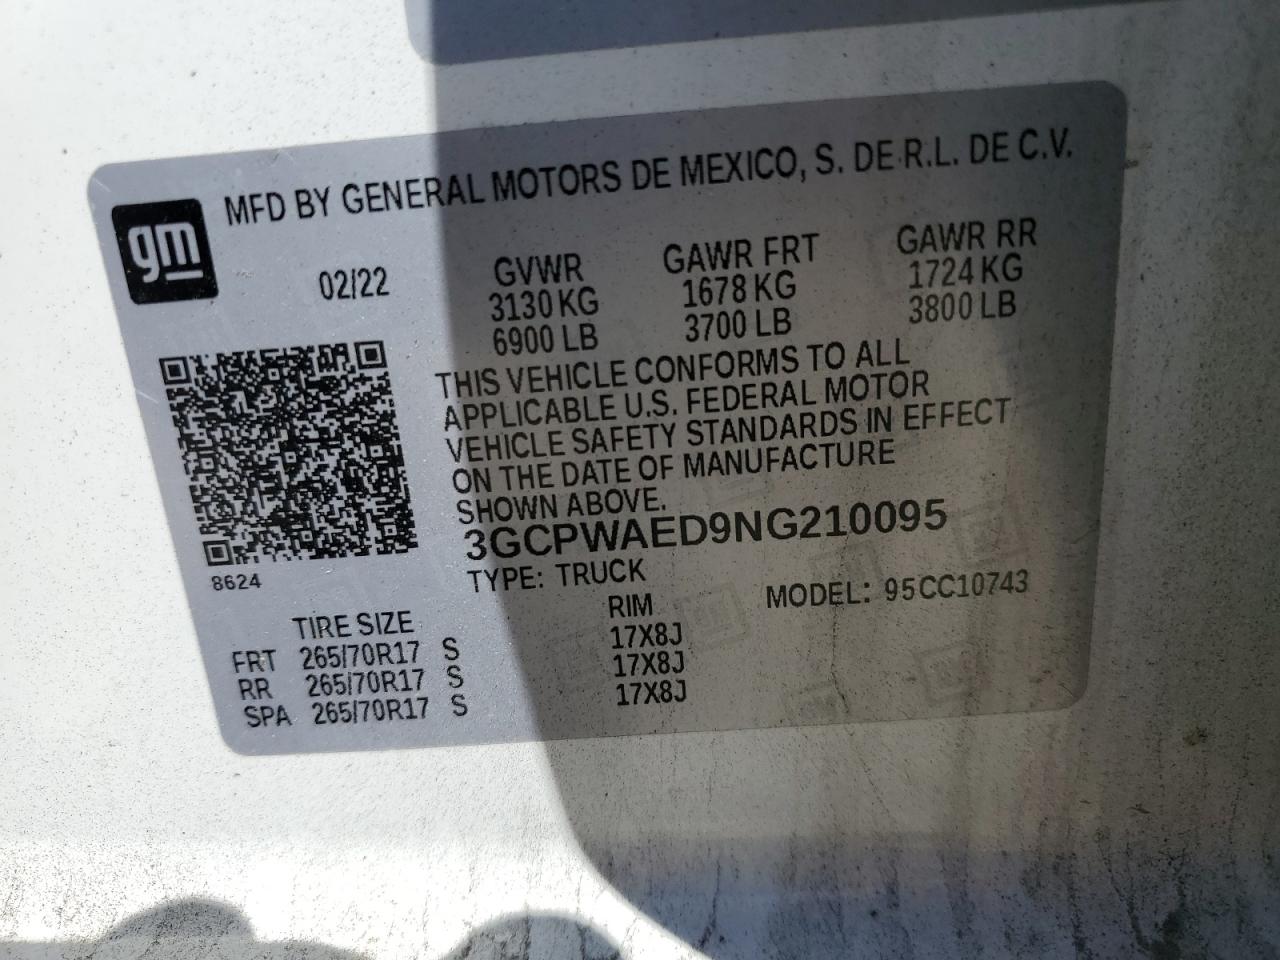 MFD BY GENERAL MOTORS DE MEXICO, S. DE R.L. DE C.V.
gm
02/22 GVWR GAWR FRT GAWR RR
3130 KG 1678 KG 1724 KG
6900 LB 3700 LB 3800 LB
THIS VEHICLE CONFORMS TO ALL
APPLICABLE U.S. FEDERAL MOTOR
VEHICLE SAFETY STANDARDS IN EFFECT
ON THE DATE OF MANUFACTURE
SHOWN ABOVE.
3GCPWAED9NG210095
8624
TYPE: TRUCK MODEL: 95CC10743
TIRE SIZE RIM
FRT 265/70R17 S 17X8J
RR 265/70R17 S 17X8J
SPA 265/70R17 S 17X8J